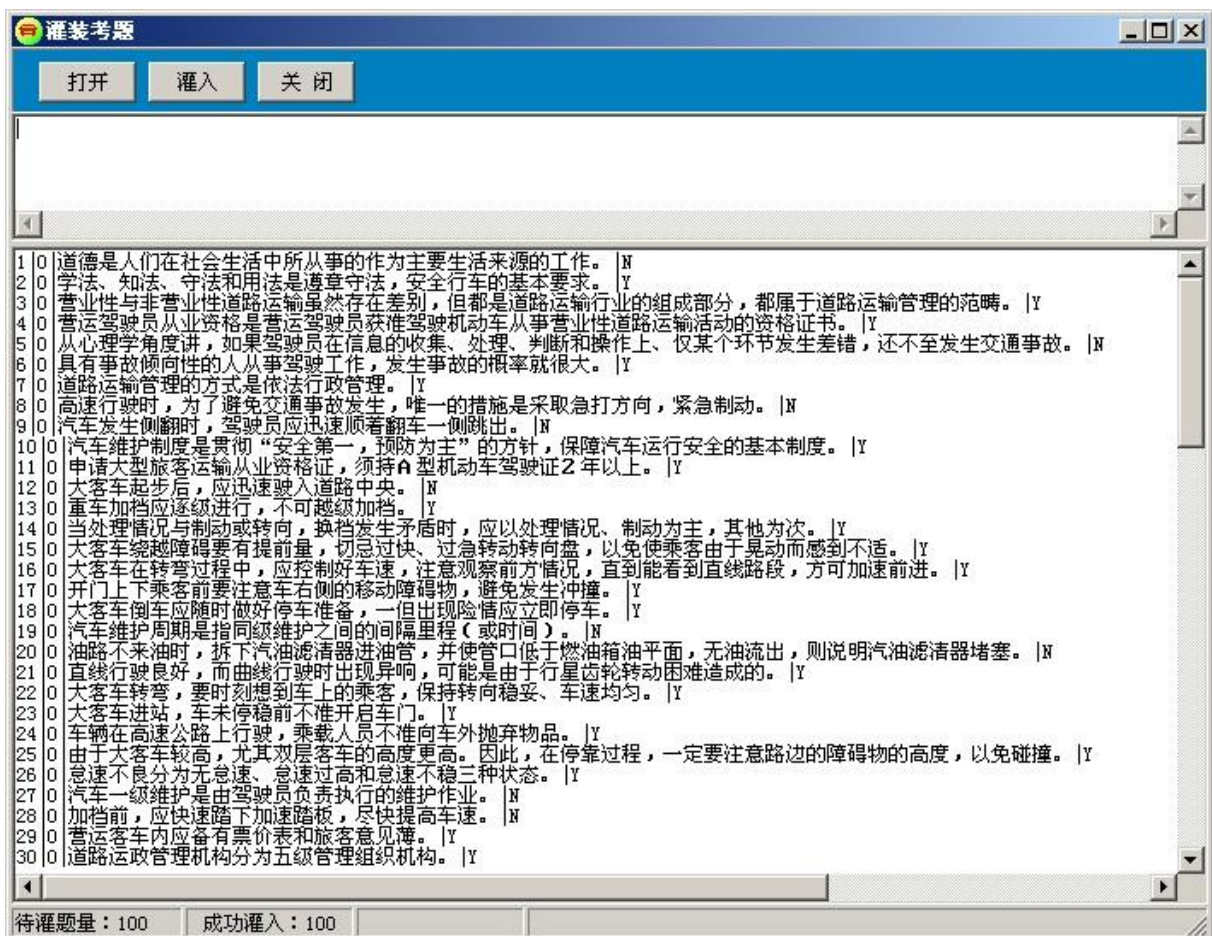 灌装考题
打开 灌入 关 闭
1|0|道德是人们在社会生活中所从事的作为主要生活来源的工作。|N
2|0|学法、知法、守法和用法是遵章守法，安全行车的基本要求。|Y
3|0|营业性与非营业性道路运输虽然存在差别，但都是道路运输行业的组成部分，都属于道路运输管理的范畴。|Y
4|0|营运驾驶员从业资格是营运驾驶员获准驾驶机动车从事营业性道路运输活动的资格证书。|Y
5|0|从心理学角度讲，如果驾驶员在信息的收集、处理、判断和操作上、仅某个环节发生差错，还不至发生交通事故。|N
6|0|具有事故倾向性的人从事驾驶工作，发生事故的概率就很大。|Y
7|0|道路运输管理的方式是依法行政管理。|Y
8|0|高速行驶时，为了避免交通事故发生，唯一的措施是采取急打方向，紧急制动。|N
9|0|汽车发生侧翻时，驾驶员应迅速顺着翻车一侧跳出。|N
10|0|汽车维护制度是贯彻“安全第一，预防为主”的方针，保障汽车运行安全的基本制度。|Y
11|0|申请大型旅客运输从业资格证，须持A型机动车驾驶证2年以上。|Y
12|0|大客车起步后，应迅速驶入道路中央。|N
13|0|重车加档应逐级进行，不可越级加档。|Y
14|0|当处理情况与制动或转向，换档发生矛盾时，应以处理情况、制动为主，其他为次。|Y
15|0|大客车绕越障碍要有提前量，切忌过快、过急转动转向盘，以免使乘客由于晃动而感到不适。|Y
16|0|大客车在转弯过程中，应控制好车速，注意观察前方情况，直到能看到直线路段，方可加速前进。|Y
17|0|开门上下乘客前要注意车右侧的移动障碍物，避免发生冲撞。|Y
18|0|大客车倒车应随时做好停车准备，一但出现险情应立即停车。|Y
19|0|汽车维护周期是指同级维护之间的间隔里程(或时间)。|N
20|0|油路不来油时，拆下汽油滤清器进油管，并使管口低于燃油箱油平面，无油流出，则说明汽油滤清器堵塞。|N
21|0|直线行驶良好，而曲线行驶时出现异响，可能是由于行星齿轮转动困难造成的。|Y
22|0|大客车转弯，要时刻想到车上的乘客，保持转向稳妥、车速均匀。|Y
23|0|大客车进站，车未停稳前不准开启车门。|Y
24|0|车辆在高速公路上行驶，乘载人员不准向车外抛弃物品。|Y
25|0|由于大客车较高，尤其双层客车的高度更高。因此，在停靠过程，一定要注意路边的障碍物的高度，以免碰撞。|Y
26|0|怠速不良分为无怠速、怠速过高和怠速不稳三种状态。|Y
27|0|汽车一级维护是由驾驶员负责执行的维护作业。|N
28|0|加档前，应快速踏下加速踏板，尽快提高车速。|N
29|0|营运客车内应备有票价表和旅客意见薄。|Y
30|0|道路运政管理机构分为五级管理组织机构。|Y
待灌题量：100 成功灌入：100